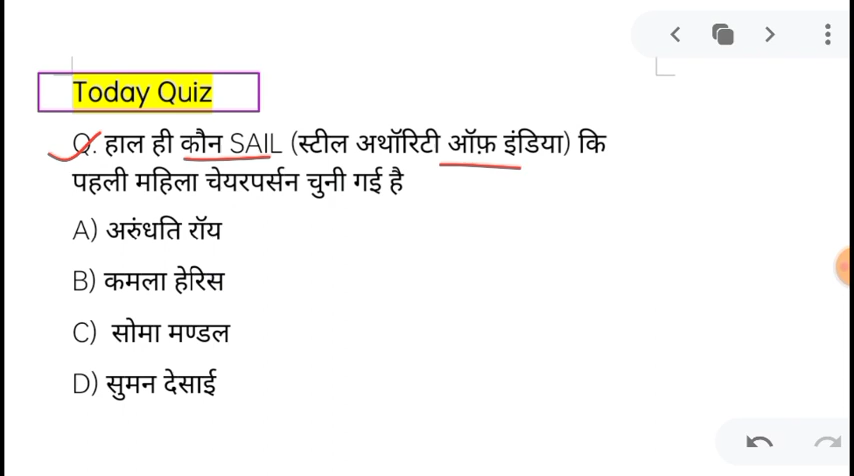 Today Quiz
Q. हाल ही कौन SAIL (स्टील अथॉरिटी ऑफ़ इंडिया) कि
पहली महिला चेयरपर्सन चुनी गई है
A) अरुंधति रॉय
B) कमला हेरिस
C) सोमा मण्डल
D) सुमन देसाई